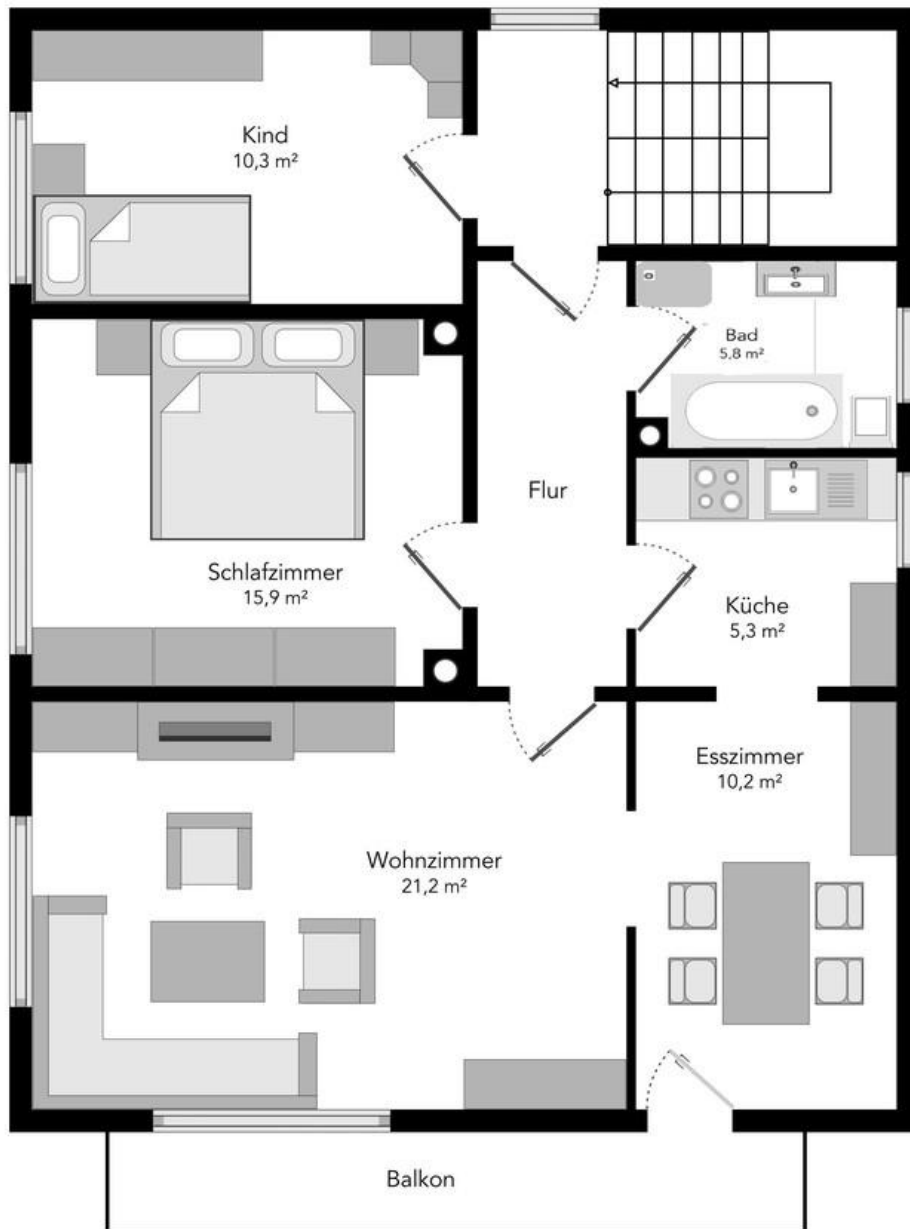 Kind
10,3 m²
Bad
5,8 m²
Flur
Schlafzimmer
15,9 m²
Küche
5,3 m²
Esszimmer
10,2 m²
Wohnzimmer
21,2 m²
Balkon